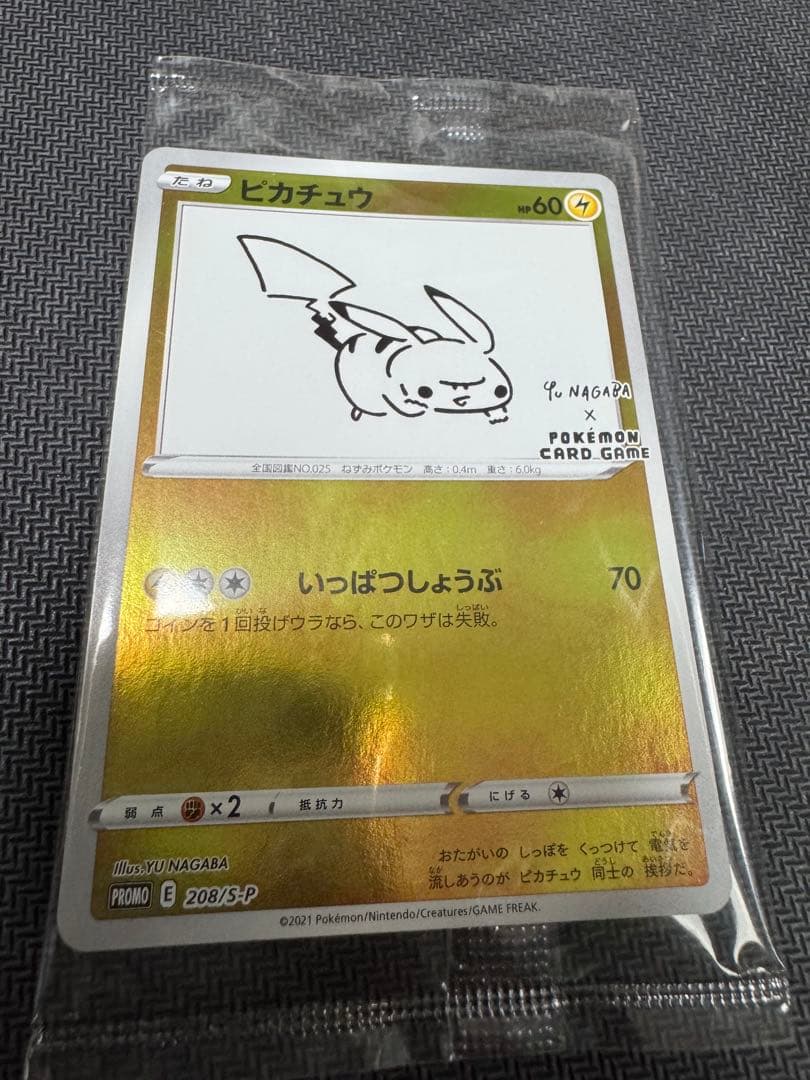 たね ピカチュウ HP60
Yu NAGABA
×
POKÉMON
CARD GAME
全国図鑑NO.025 ねずみポケモン 高さ:0.4m 重さ:6.0kg
いっぱつしょうぶ 70
コインを1回投げウラなら、このワザは失敗。
弱点 ×2 抵抗力 にげる
おたがいの しっぽを くっつけて 電気を
流しあうのが ピカチュウ 同士の 挨拶だ。
Illus.YU NAGABA
PROMO E 208/S-P
©2021 Pokémon/Nintendo/Creatures/GAME FREAK.